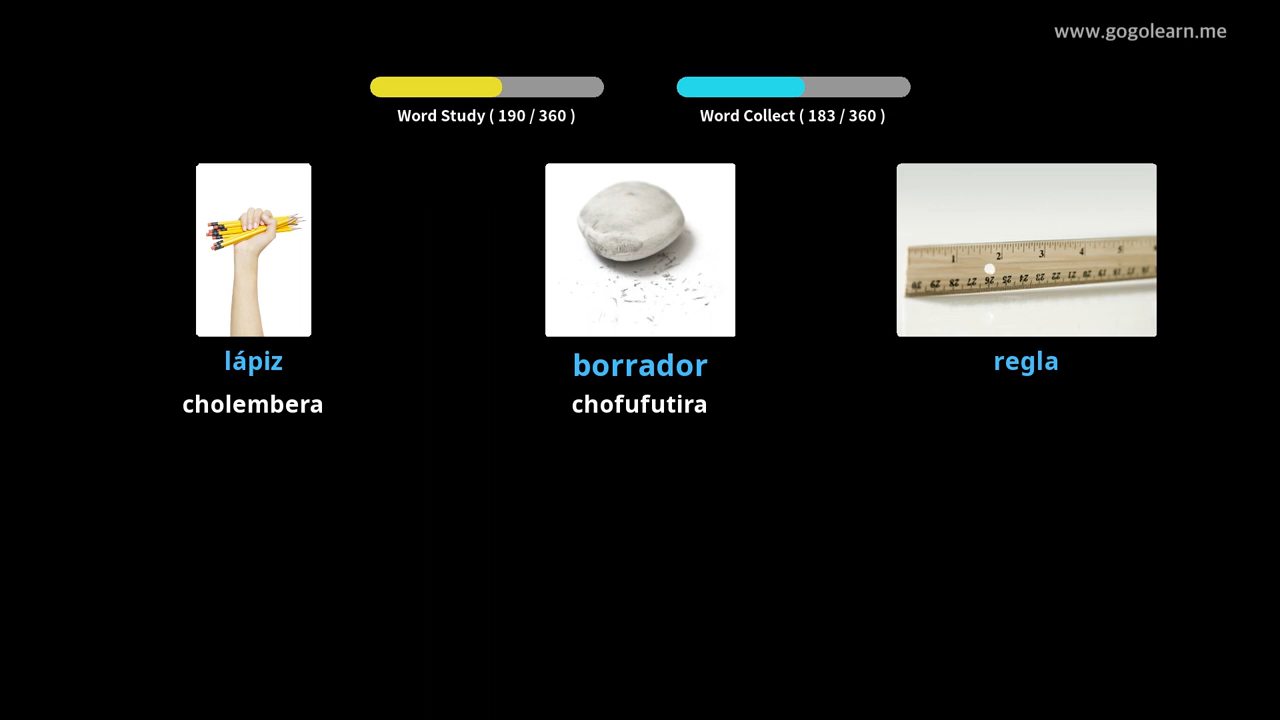 www.gogolearn.me
Word Study ( 190 / 360 )
Word Collect ( 183 / 360 )
lápiz
cholembera
borrador
chofufutira
regla